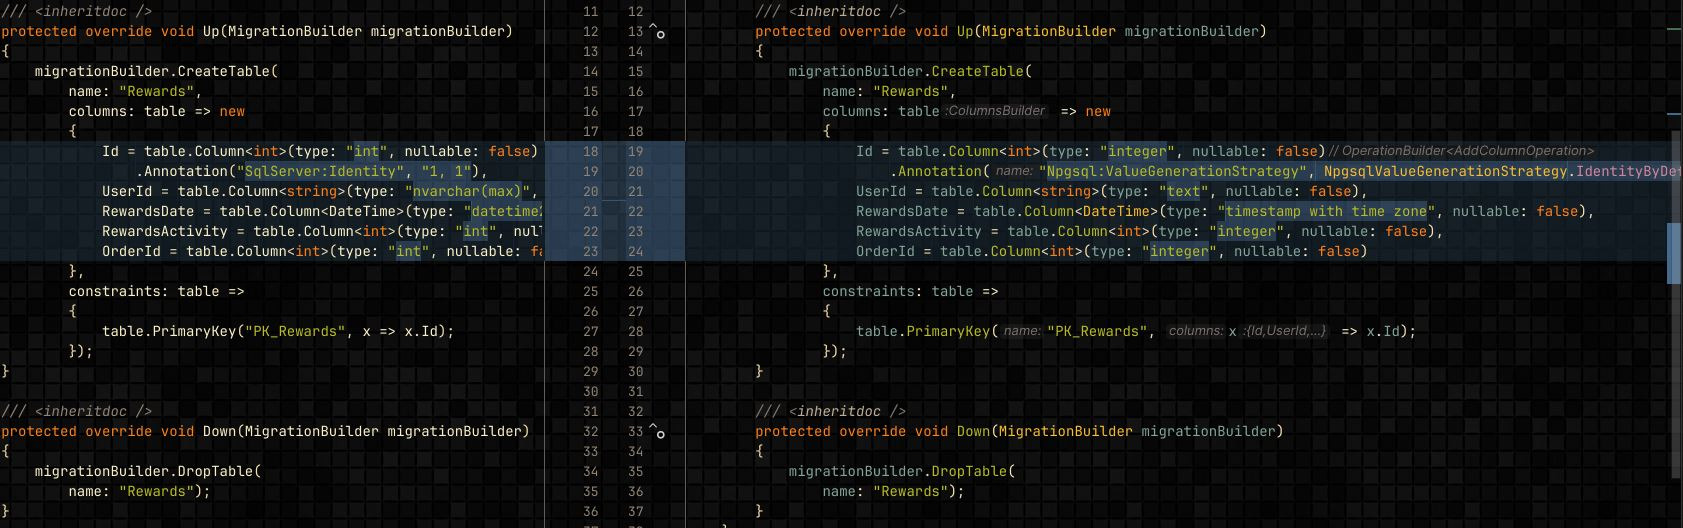 /// <inheritdoc />
protected override void Up(MigrationBuilder migrationBuilder)
{
migrationBuilder.CreateTable(
name: "Rewards",
columns: table => new
{
Id = table.Column<int>(type: "int", nullable: false)
.Annotation("SqlServer:Identity", "1, 1"),
UserId = table.Column<string>(type: "nvarchar(max)",
RewardsDate = table.Column<DateTime>(type: "datetime2
RewardsActivity = table.Column<int>(type: "int", null
OrderId = table.Column<int>(type: "int", nullable: fa
},
constraints: table =>
{
table.PrimaryKey("PK_Rewards", x => x.Id);
});
}
/// <inheritdoc />
protected override void Down(MigrationBuilder migrationBuilder)
{
migrationBuilder.DropTable(
name: "Rewards");
}
11 12
12 13
13 14
14 15
15 16
16 17
17 18
18 19
19 20
20 21
21 22
22 23
23 24
24 25
25 26
26 27
27 28
28 29
29 30
30 31
31 32
32 33
33 34
34 35
35 36
36 37
/// <inheritdoc />
protected override void Up(MigrationBuilder migrationBuilder)
{
migrationBuilder.CreateTable(
name: "Rewards",
columns: table :ColumnsBuilder => new
{
Id = table.Column<int>(type: "integer", nullable: false) // OperationBuilder<AddColumnOperation>
.Annotation( name: "Npgsql:ValueGenerationStrategy", NpgsqlValueGenerationStrategy.IdentityByDef
UserId = table.Column<string>(type: "text", nullable: false),
RewardsDate = table.Column<DateTime>(type: "timestamp with time zone", nullable: false),
RewardsActivity = table.Column<int>(type: "integer", nullable: false),
OrderId = table.Column<int>(type: "integer", nullable: false)
},
constraints: table =>
{
table.PrimaryKey( name: "PK_Rewards", columns: x :{Id,UserId,...} => x.Id);
});
}
/// <inheritdoc />
protected override void Down(MigrationBuilder migrationBuilder)
{
migrationBuilder.DropTable(
name: "Rewards");
}